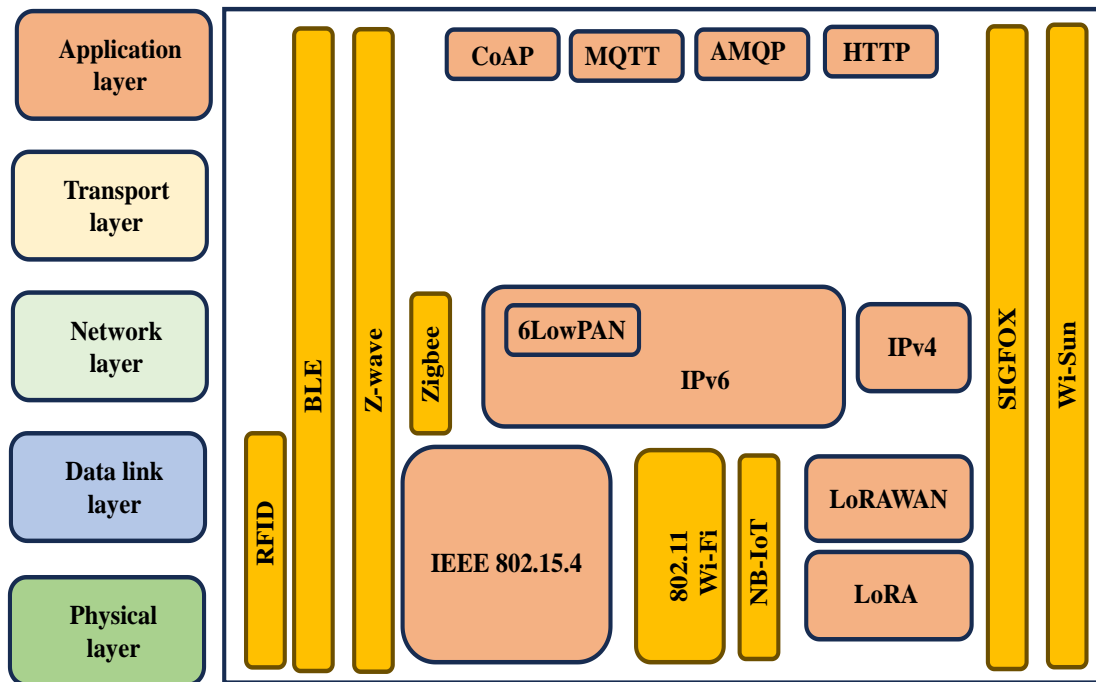 Application
layer
CoAP
MQTT
AMQP
HTTP
Transport
layer
Network
layer
6LowPAN
IPv6
IPv4
Zigbee
BLE
Z-wave
SIGFOX
Wi-Sun
Data link
layer
RFID
IEEE 802.15.4
802.11
Wi-Fi
NB-IoT
LoRAWAN
LoRA
Physical
layer